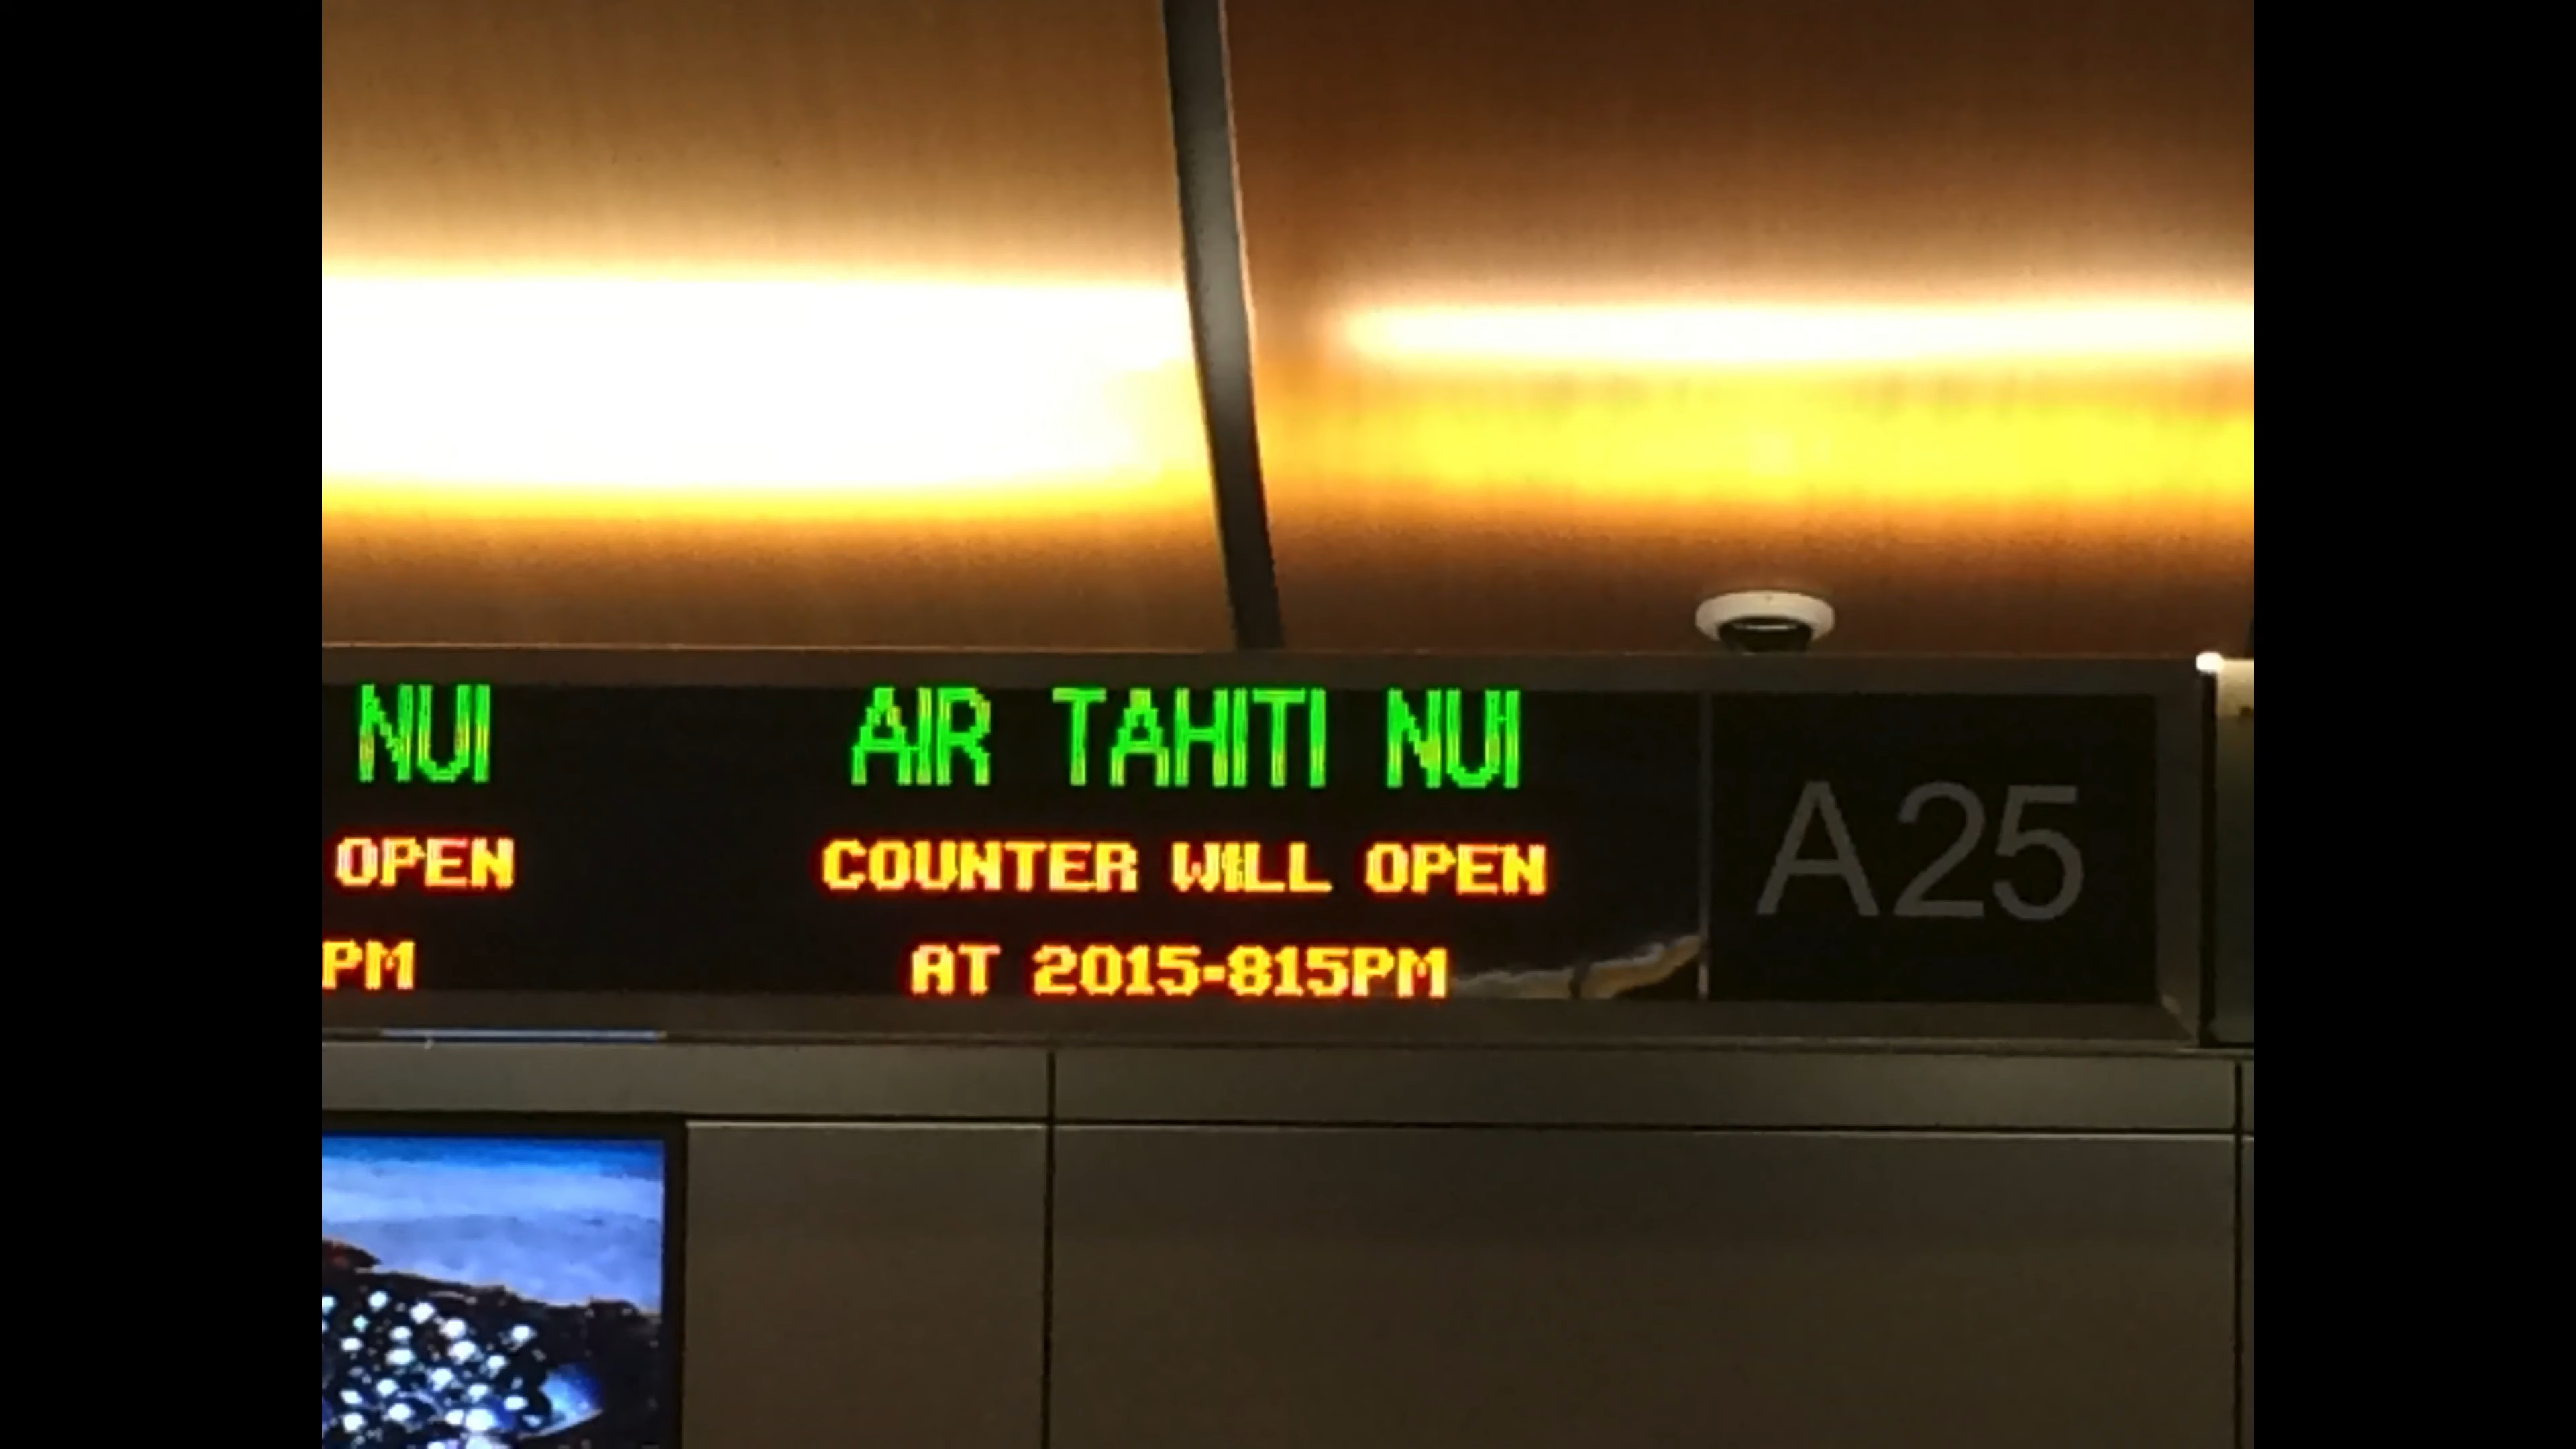 NUI
OPEN
PM
AIR TAHITI NUI
COUNTER WILL OPEN
AT 2015-815PM
A25